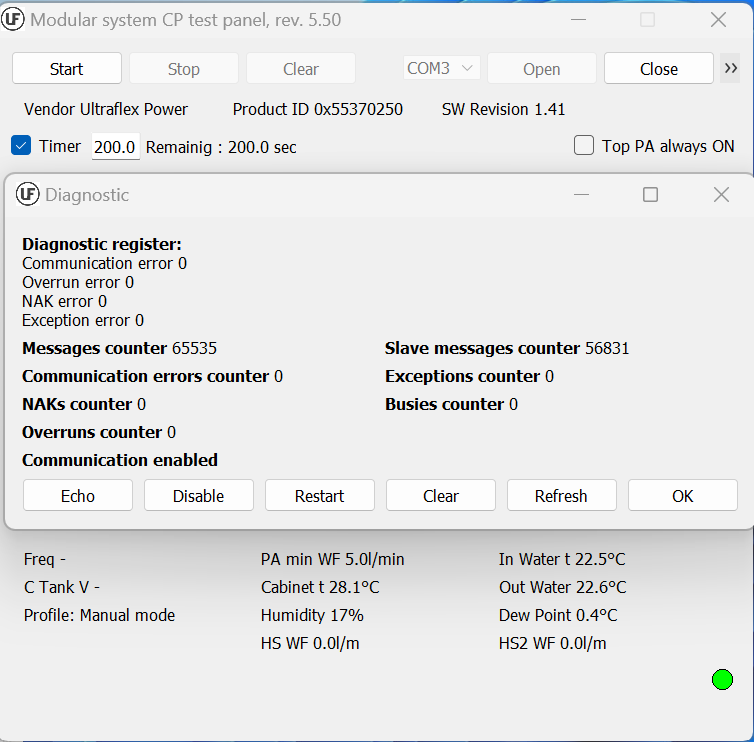 UF Modular system CP test panel, rev. 5.50
Start Stop Clear COM3 Open Close >>
Vendor Ultraflex Power Product ID 0x55370250 SW Revision 1.41
Timer 200.0 Remainig : 200.0 sec Top PA always ON
UF Diagnostic
Diagnostic register:
Communication error 0
Overrun error 0
NAK error 0
Exception error 0
Messages counter 65535 Slave messages counter 56831
Communication errors counter 0 Exceptions counter 0
NAKs counter 0 Busies counter 0
Overruns counter 0
Communication enabled
Echo Disable Restart Clear Refresh OK
Freq - PA min WF 5.0l/min In Water t 22.5°C
C Tank V - Cabinet t 28.1°C Out Water 22.6°C
Profile: Manual mode Humidity 17% Dew Point 0.4°C
HS WF 0.0l/m HS2 WF 0.0l/m